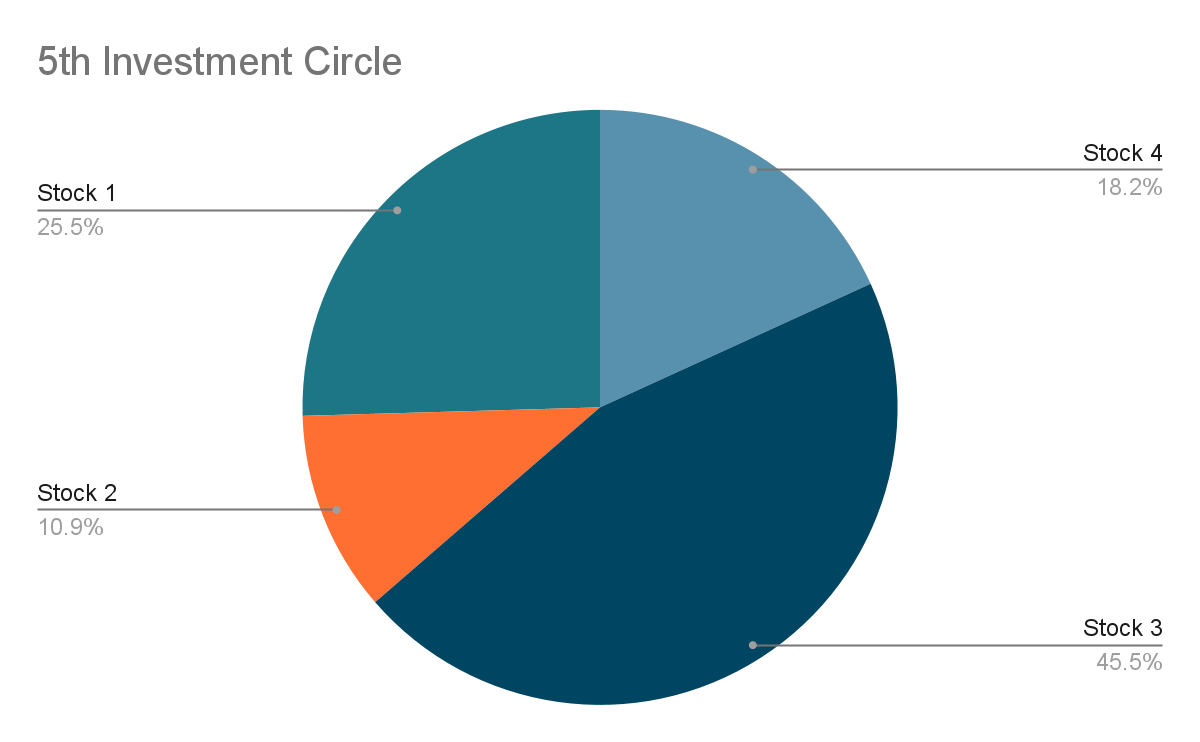 5th Investment Circle
Stock 4
18.2%
Stock 1
25.5%
Stock 2
10.9%
Stock 3
45.5%